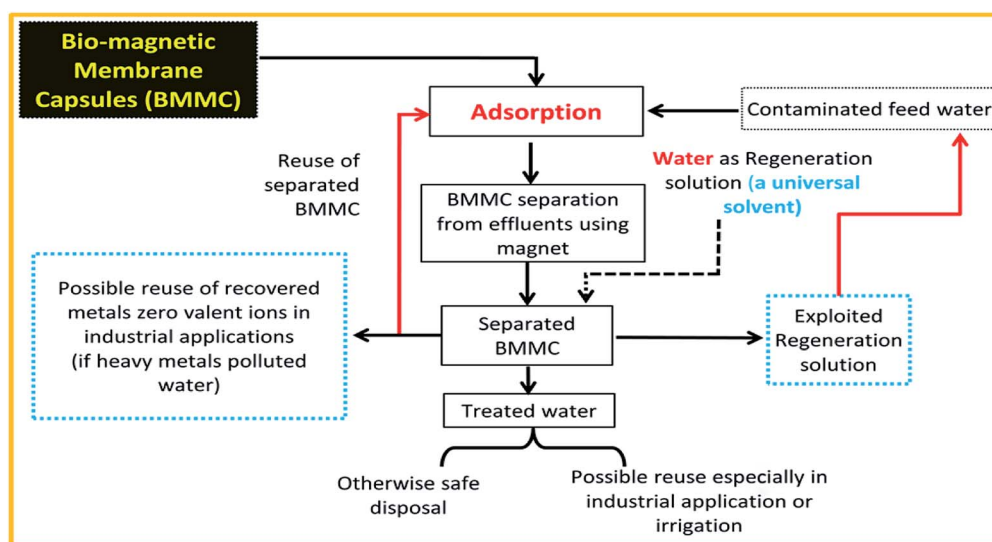 Bio-magnetic
Membrane
Capsules (BMMC)
Adsorption
Contaminated feed water
Reuse of
separated
BMMC
Water as Regeneration
solution (a universal
solvent)
BMMC separation
from effluents using
magnet
Possible reuse of recovered
metals zero valent ions in
industrial applications
(if heavy metals polluted
water)
Separated
BMMC
Exploited
Regeneration
solution
Treated water
Otherwise safe
disposal
Possible reuse especially in
industrial application or
irrigation